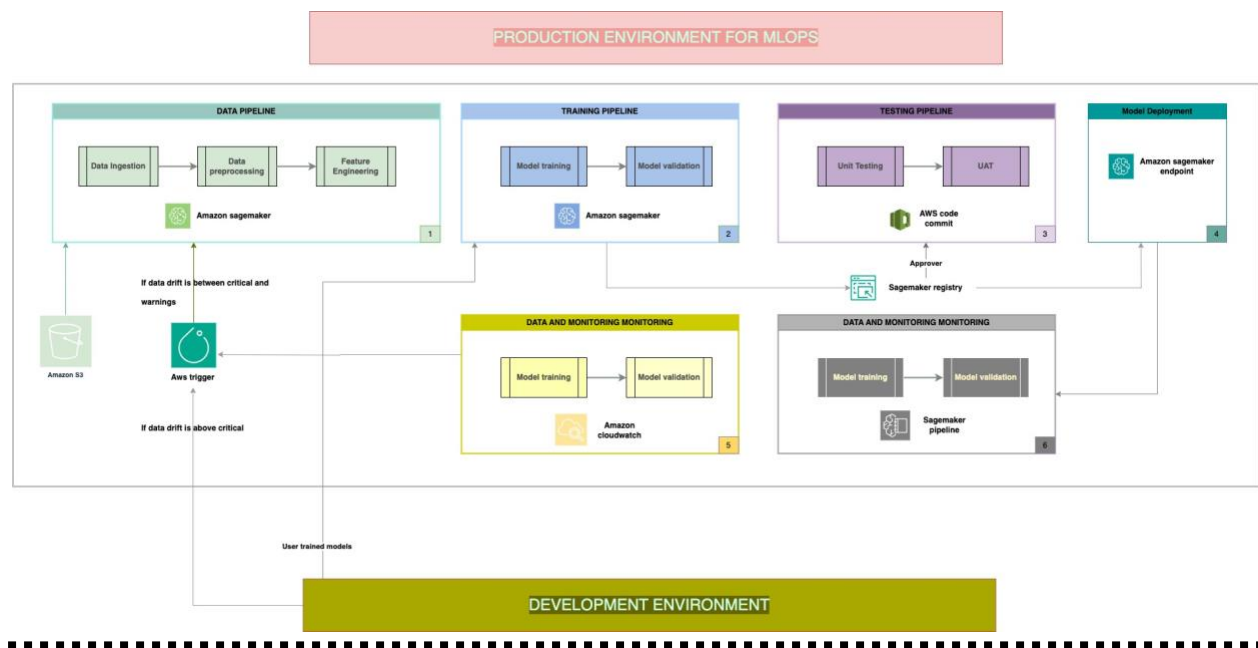 PRODUCTION ENVIRONMENT FOR MLOPS
DATA PIPELINE
Data Ingestion
Data
preprocessing
Feature
Engineering
Amazon sagemaker
1
TRAINING PIPELINE
Model training
Model validation
Amazon sagemaker
2
TESTING PIPELINE
Unit Testing
UAT
AWS code
commit
3
Model Deployment
Amazon sagemaker
endpoint
4
If data drift is between critical and
warnings
Approver
Sagemaker registry
Amazon S3
Aws trigger
If data drift is above critical
DATA AND MONITORING MONITORING
Model training
Model validation
Amazon
cloudwatch
5
DATA AND MONITORING MONITORING
Model training
Model validation
Sagemaker
pipeline
6
User trained models
DEVELOPMENT ENVIRONMENT